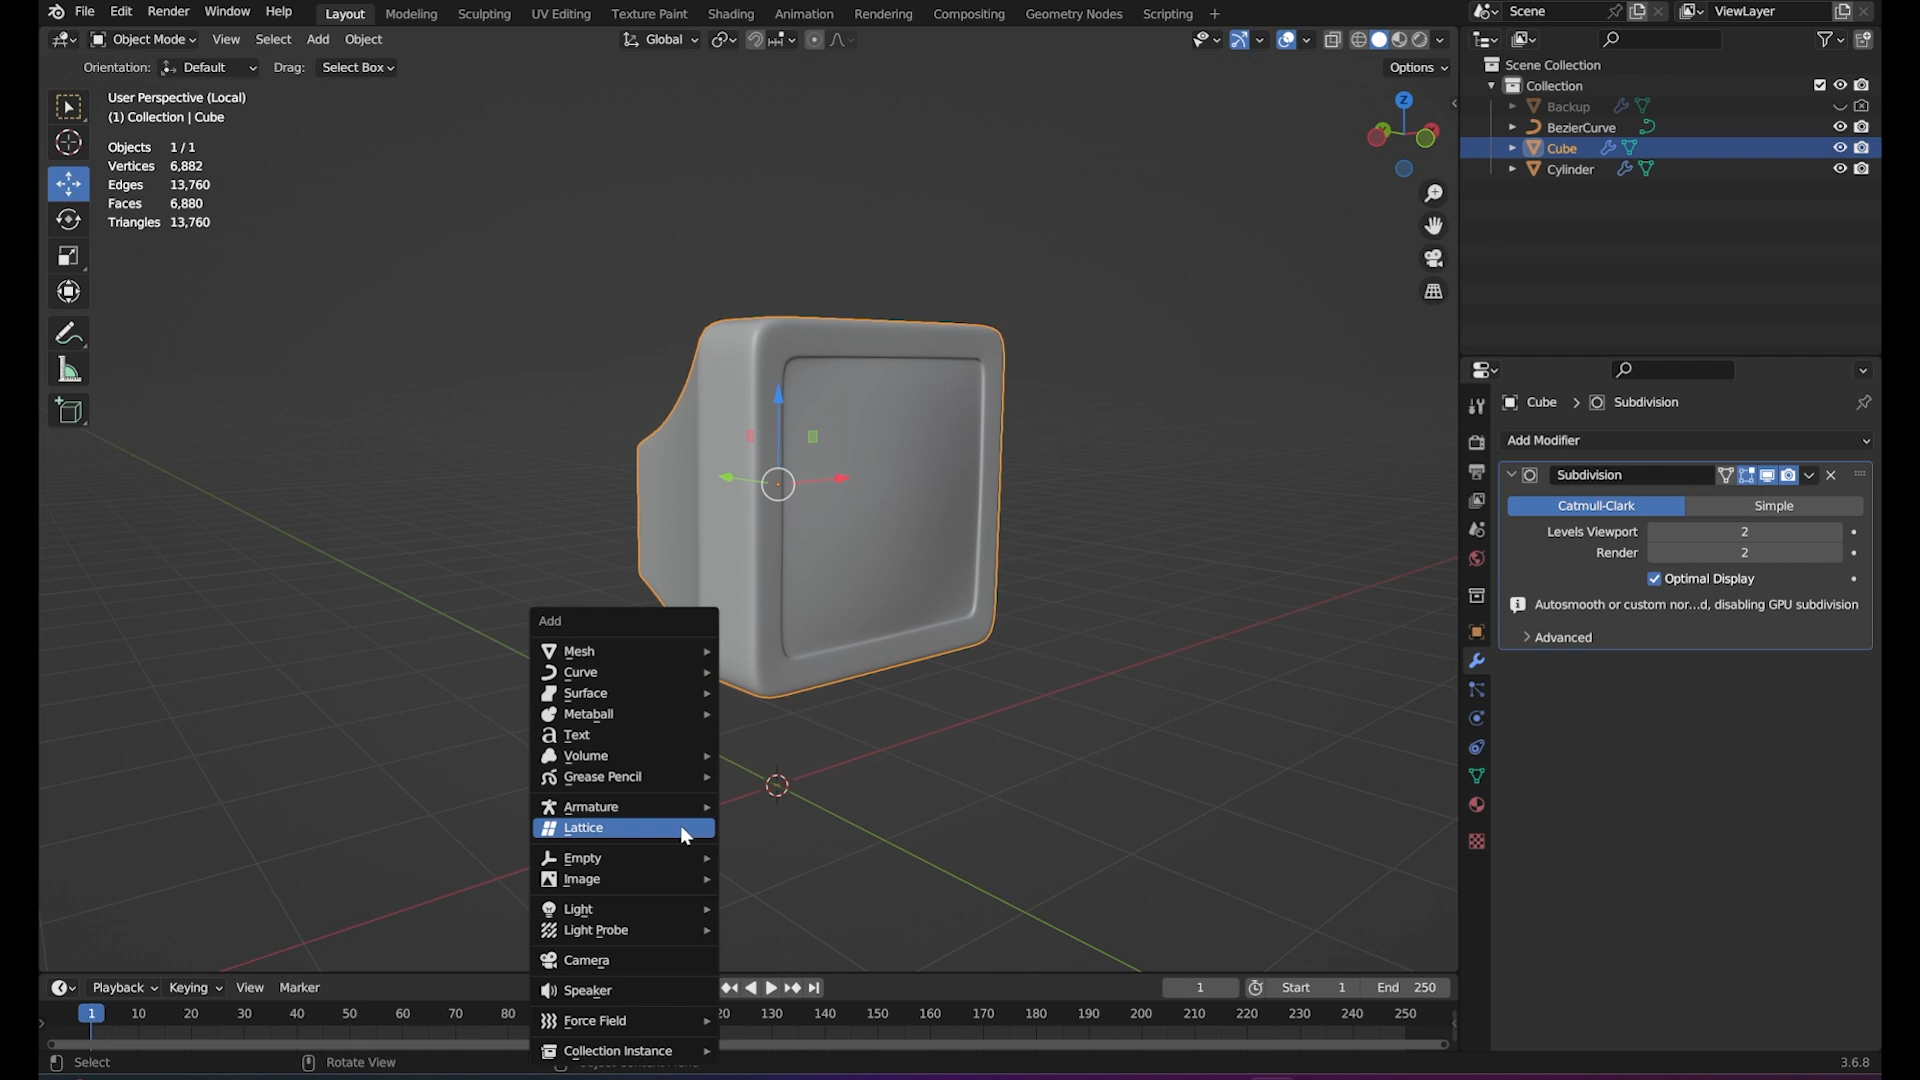 File Edit Render Window Help Layout Modeling Sculpting UV Editing Texture Paint Shading Animation Rendering Compositing Geometry Nodes Scripting + Scene ViewLayer
Object Mode View Select Add Object Global
Orientation: Default Drag: Select Box Options
User Perspective (Local)
(1) Collection | Cube
Objects 1 / 1
Vertices 6,882
Edges 13,760
Faces 6,880
Triangles 13,760
Z
Scene Collection
Collection
Backup
BezierCurve
Cube
Cylinder
Cube > Subdivision
Add Modifier
Subdivision
Catmull-Clark Simple
Levels Viewport 2
Render 2
Optimal Display
Autosmooth or custom nor...d, disabling GPU subdivision
Advanced
Add
Mesh
Curve
Surface
Metaball
Text
Volume
Grease Pencil
Armature
Lattice
Empty
Image
Light
Light Probe
Camera
Speaker
Force Field
Collection Instance
Playback Keying View Marker 1 Start 1 End 250
1 10 20 30 40 50 60 70 80 20 130 140 150 160 170 180 190 200 210 220 230 240 250
Select Rotate View 3.6.8